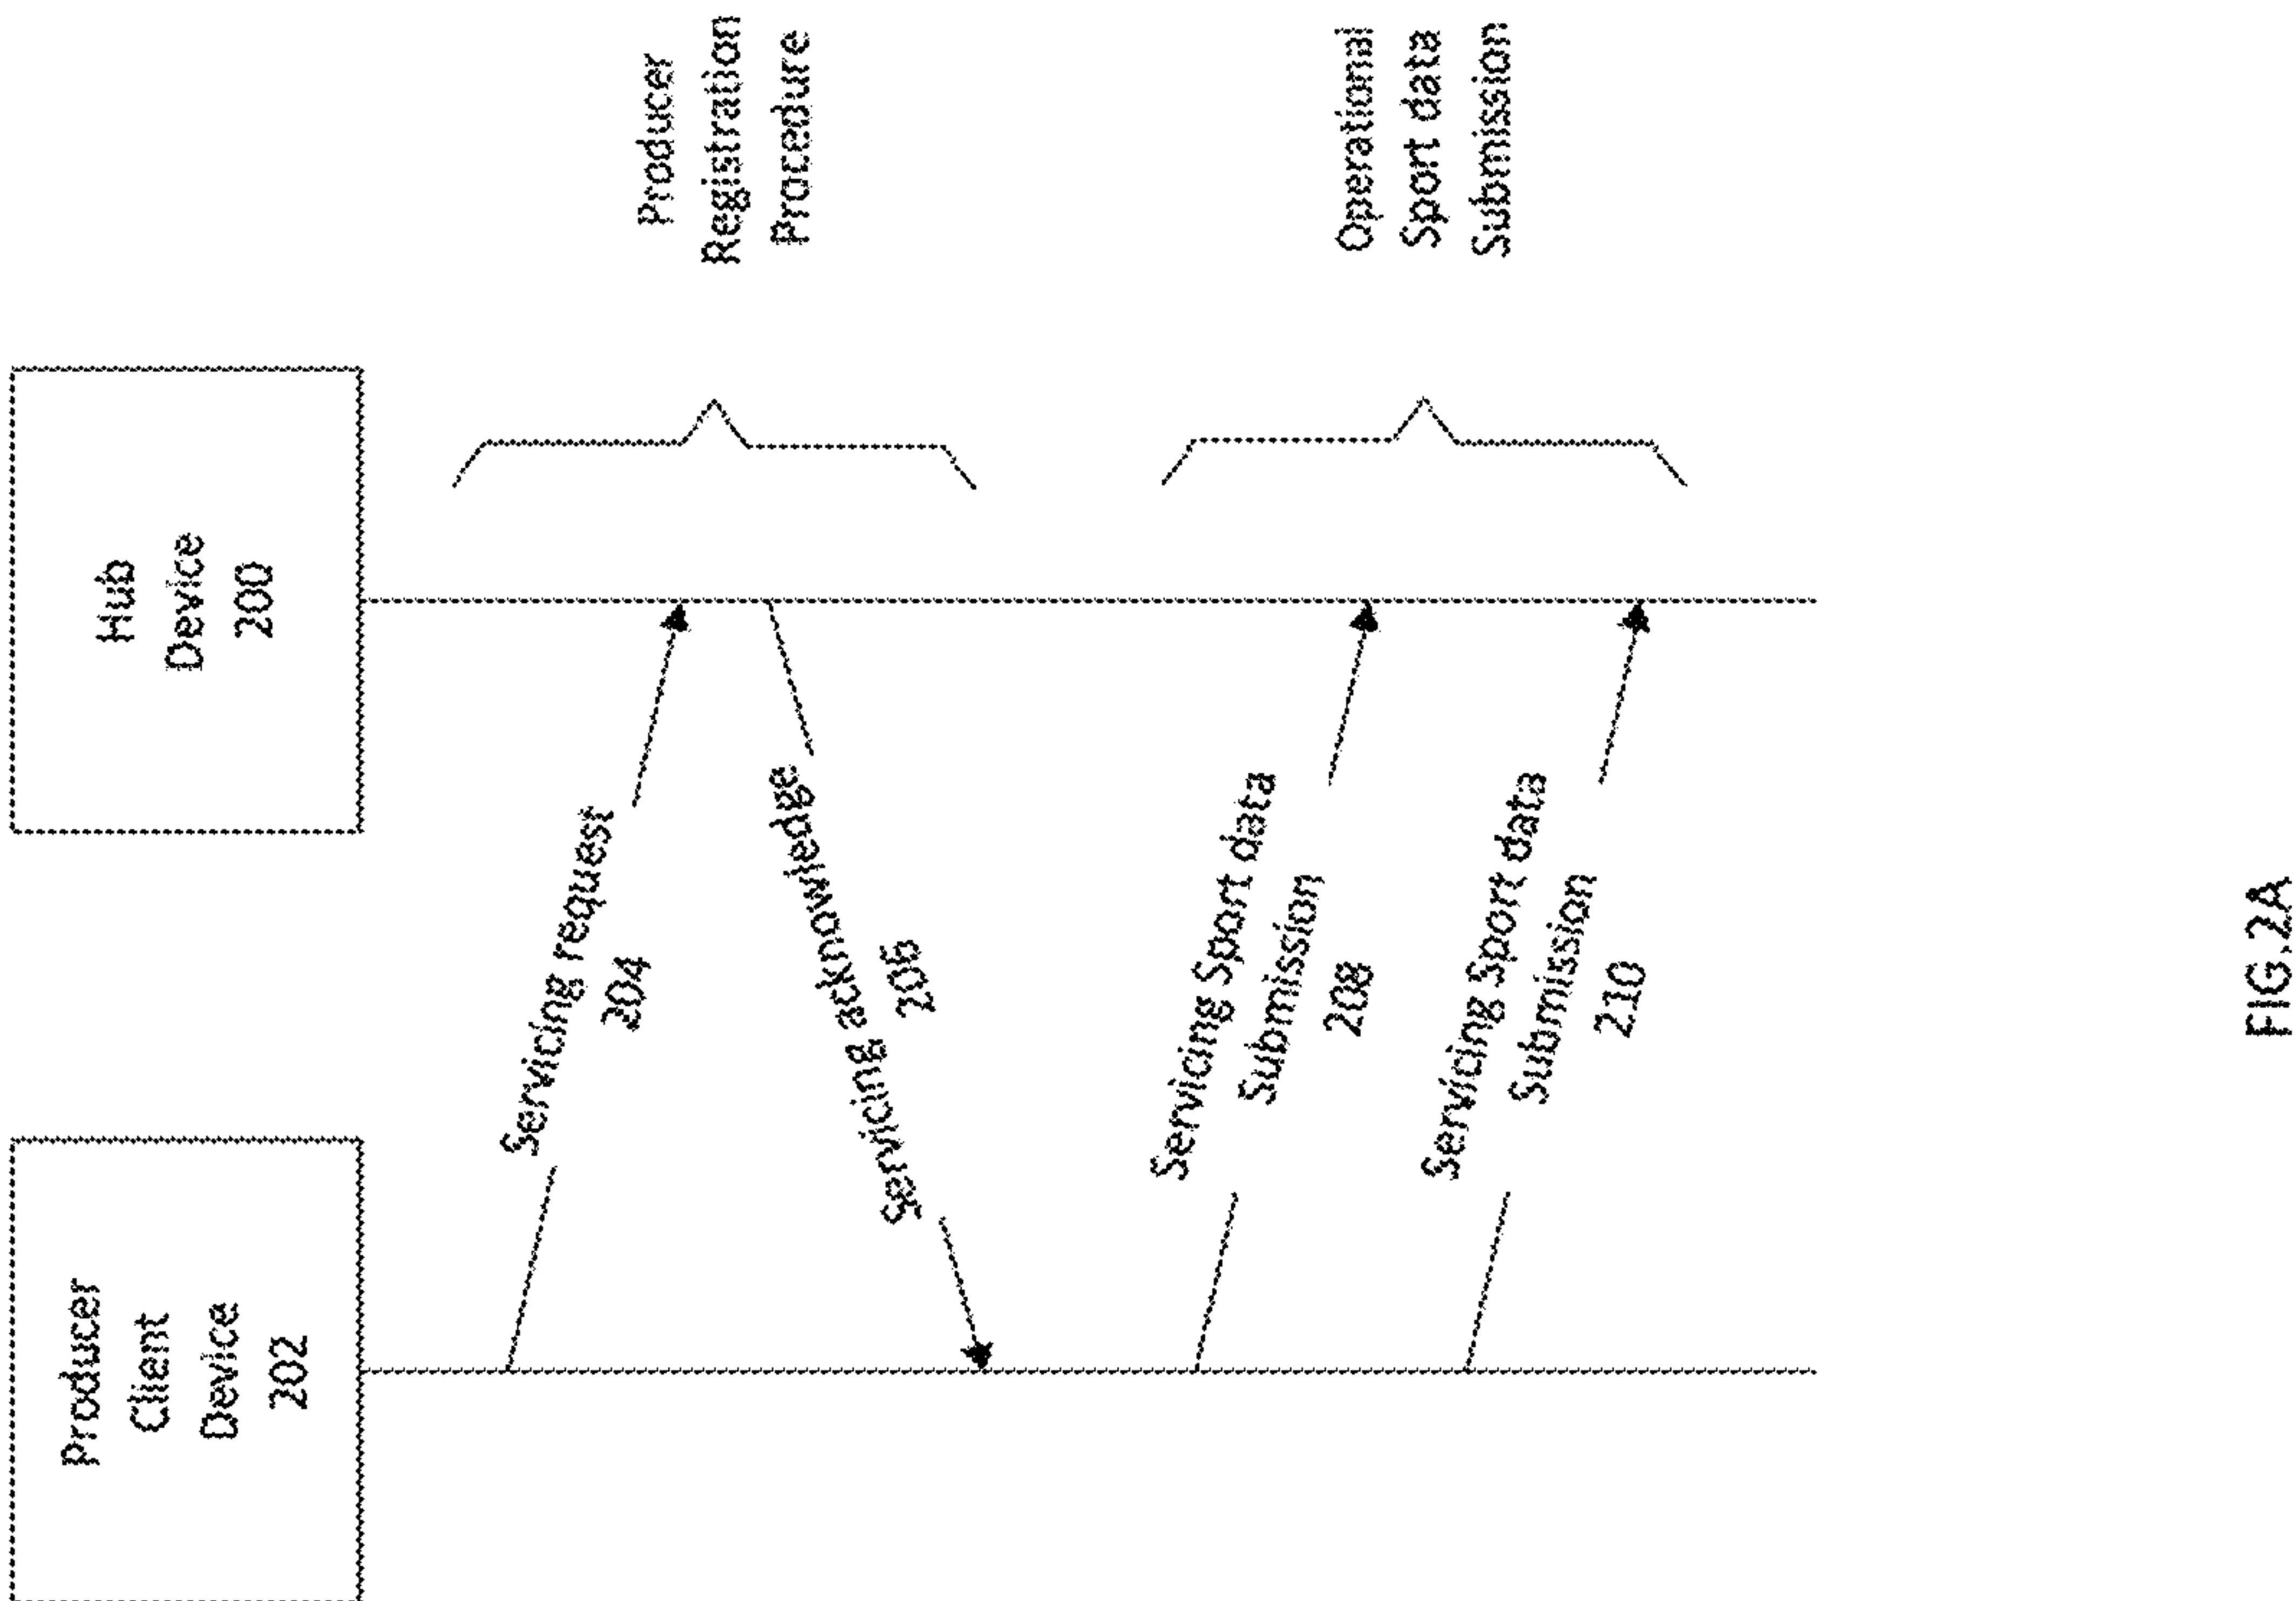 Producer
Client
Device
202
Hub
Device
200
Servicing request
304
Servicing acknowledge
206
Producer
Registration
Procedure
Servicing Sport data
Submission
208
Servicing Sport data
Submission
210
Operational
Sport data
Submission
FIG.2A